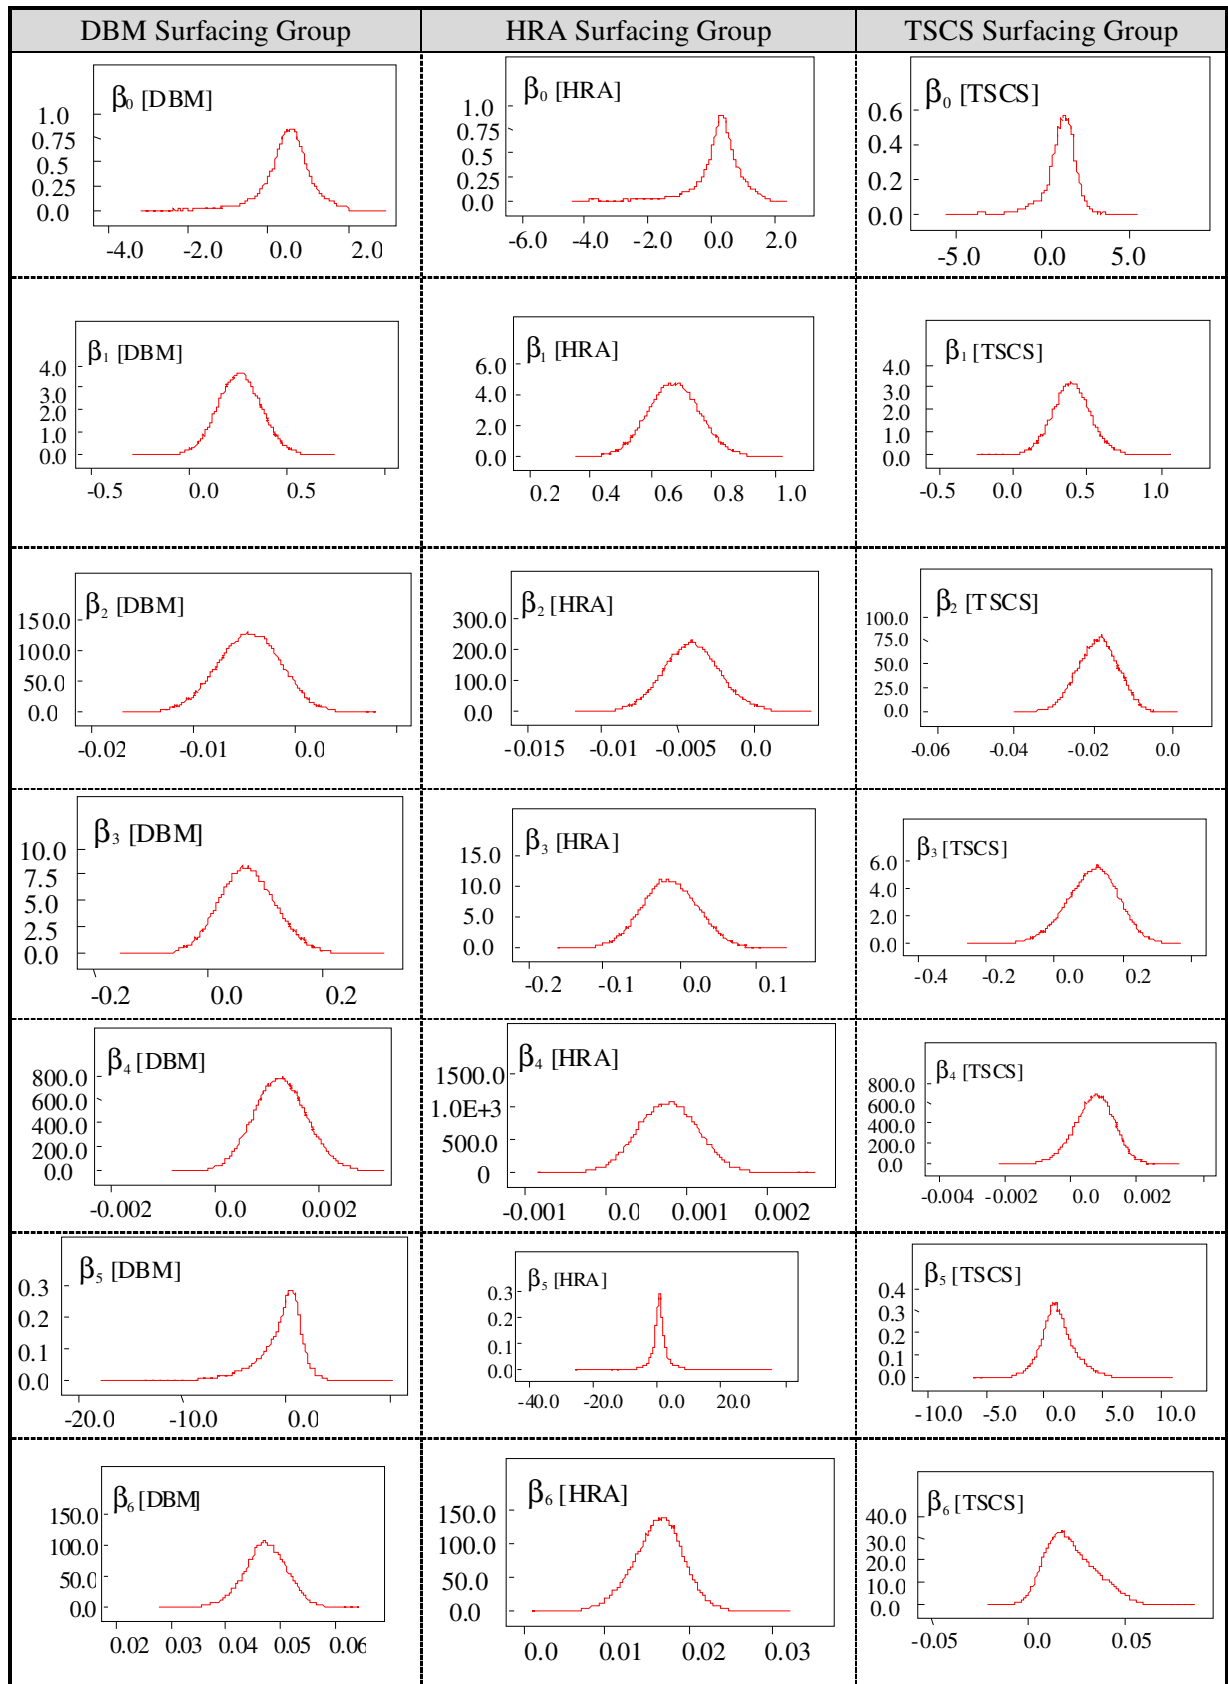 DBM Surfacing Group HRA Surfacing Group TSCS Surfacing Group
β0 [DBM]
1.0
0.75
0.5
0.25
0.0
-4.0 -2.0 0.0 2.0
β0 [HRA]
1.0
0.75
0.5
0.25
0.0
-6.0 -4.0 -2.0 0.0 2.0
β0 [TSCS]
0.6
0.4
0.2
0.0
-5.0 0.0 5.0
β1 [DBM]
4.0
3.0
2.0
1.0
0.0
-0.5 0.0 0.5
β1 [HRA]
6.0
4.0
2.0
0.0
0.2 0.4 0.6 0.8 1.0
β1 [TSCS]
4.0
3.0
2.0
1.0
0.0
-0.5 0.0 0.5 1.0
β2 [DBM]
150.0
100.0
50.0
0.0
-0.02 -0.01 0.0
β2 [HRA]
300.0
200.0
100.0
0.0
-0.015 -0.01 -0.005 0.0
β2 [TSCS]
100.0
75.0
50.0
25.0
0.0
-0.06 -0.04 -0.02 0.0
β3 [DBM]
10.0
7.5
5.0
2.5
0.0
-0.2 0.0 0.2
β3 [HRA]
15.0
10.0
5.0
0.0
-0.2 -0.1 0.0 0.1
β3 [TSCS]
6.0
4.0
2.0
0.0
-0.4 -0.2 0.0 0.2
β4 [DBM]
800.0
600.0
400.0
200.0
0.0
-0.002 0.0 0.002
β4 [HRA]
1500.0
1.0E+3
500.0
0
-0.001 0.0 0.001 0.002
β4 [TSCS]
800.0
600.0
400.0
200.0
0.0
-0.004 -0.002 0.0 0.002
β5 [DBM]
0.3
0.2
0.1
0.0
-20.0 -10.0 0.0
β5 [HRA]
0.3
0.2
0.1
0.0
-40.0 -20.0 0.0 20.0
β5 [TSCS]
0.4
0.3
0.2
0.1
0.0
-10.0 -5.0 0.0 5.0 10.0
β6 [DBM]
150.0
100.0
50.0
0.0
0.02 0.03 0.04 0.05 0.06
β6 [HRA]
150.0
100.0
50.0
0.0
0.0 0.01 0.02 0.03
β6 [TSCS]
40.0
30.0
20.0
10.0
0.0
-0.05 0.0 0.05